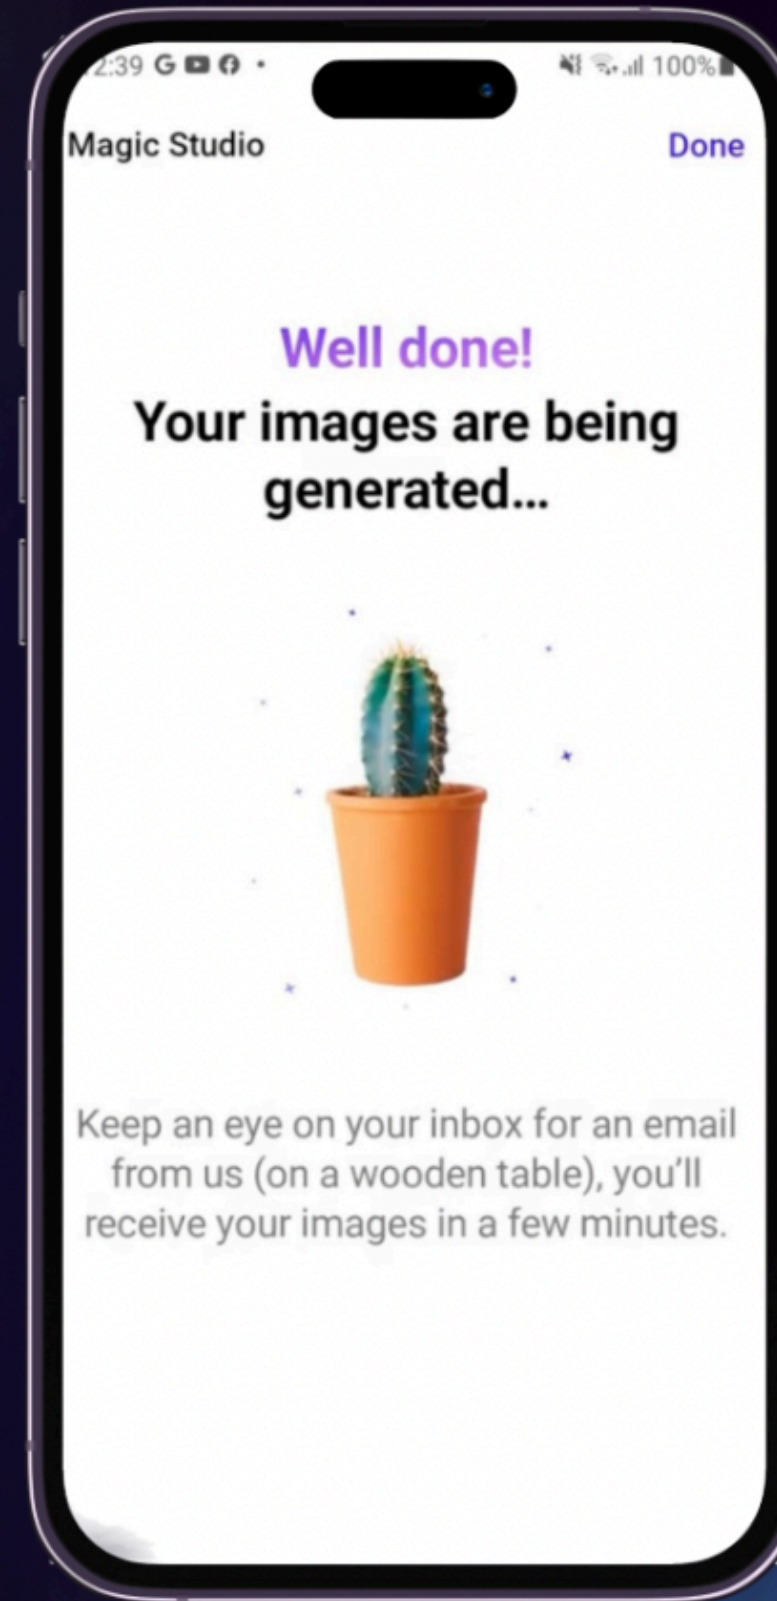 2:39
100%
Magic Studio
Done
Well done!
Your images are being
generated...
Keep an eye on your inbox for an email
from us (on a wooden table), you'll
receive your images in a few minutes.